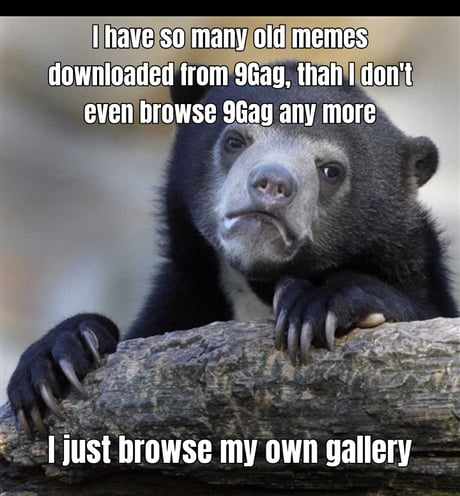 I have so many old memes
downloaded from 9Gag, thah I don't
even browse 9Gag any more
I just browse my own gallery